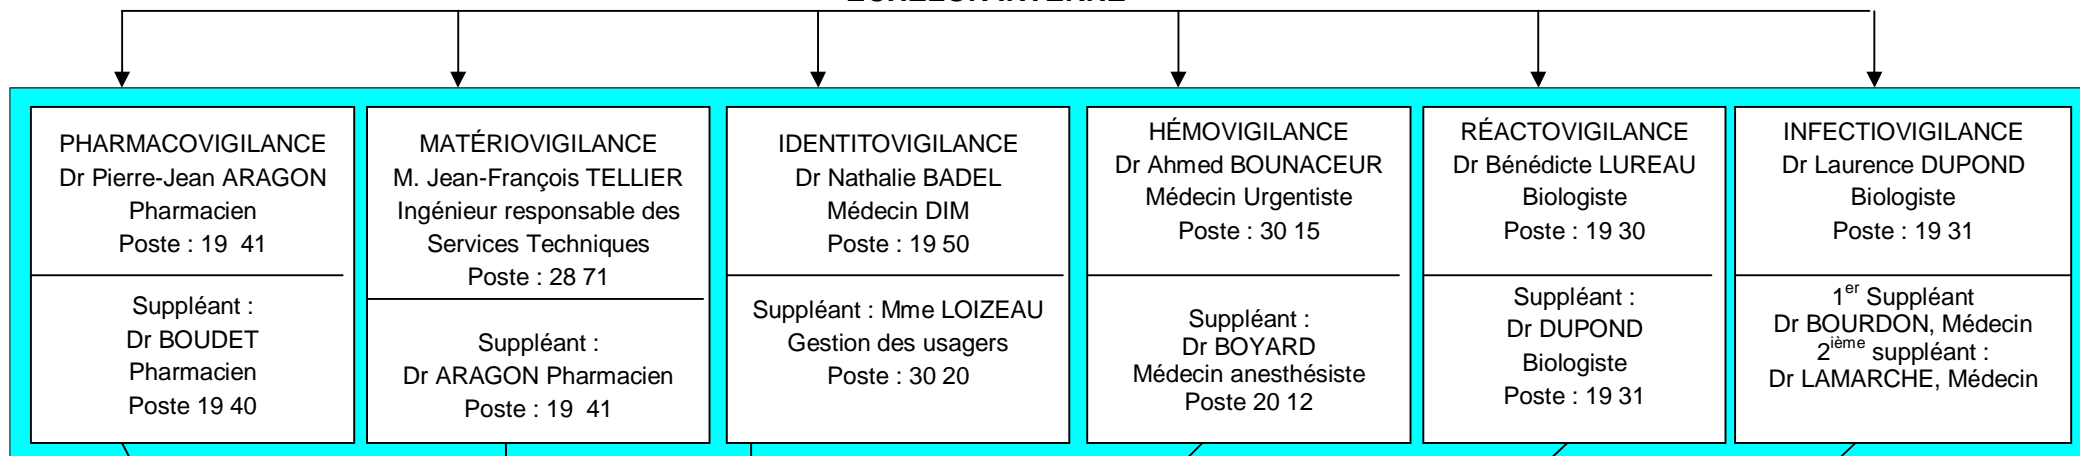 PHARMACOVIGILANCE
Dr Pierre-Jean ARAGON
Pharmacien
Poste : 19 41
Suppléant :
Dr BOUDET
Pharmacien
Poste 19 40
MATÉRIOVIGILANCE
M. Jean-François TELLIER
Ingénieur responsable des
Services Techniques
Poste : 28 71
Suppléant :
Dr ARAGON Pharmacien
Poste : 19 41
IDENTITOVIGILANCE
Dr Nathalie BADEL
Médecin DIM
Poste : 19 50
Suppléant : Mme LOIZEAU
Gestion des usagers
Poste : 30 20
HÉMOVIGILANCE
Dr Ahmed BOUNACEUR
Médecin Urgentiste
Poste : 30 15
Suppléant :
Dr BOYARD
Médecin anesthésiste
Poste 20 12
RÉACTOVIGILANCE
Dr Bénédicte LUREAU
Biologiste
Poste : 19 30
Suppléant :
Dr DUPOND
Biologiste
Poste : 19 31
INFECTIOVIGILANCE
Dr Laurence DUPOND
Biologiste
Poste : 19 31
1er Suppléant
Dr BOURDON, Médecin
2ième suppléant :
Dr LAMARCHE, Médecin